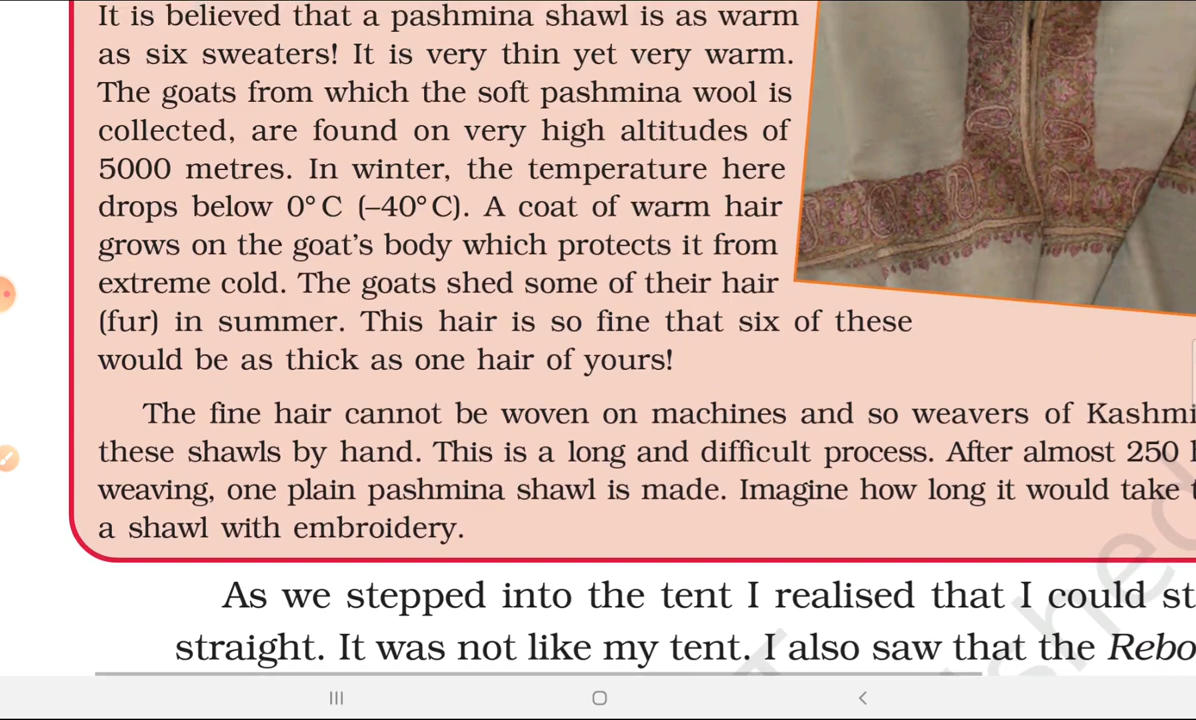 It is believed that a pashmina shawl is as warm
as six sweaters! It is very thin yet very warm.
The goats from which the soft pashmina wool is
collected, are found on very high altitudes of
5000 metres. In winter, the temperature here
drops below 0° C (–40° C). A coat of warm hair
grows on the goat's body which protects it from
extreme cold. The goats shed some of their hair
(fur) in summer. This hair is so fine that six of these
would be as thick as one hair of yours!
The fine hair cannot be woven on machines and so weavers of Kashmi
these shawls by hand. This is a long and difficult process. After almost 250
weaving, one plain pashmina shawl is made. Imagine how long it would take
a shawl with embroidery.
As we stepped into the tent I realised that I could st
straight. It was not like my tent. I also saw that the Rebo